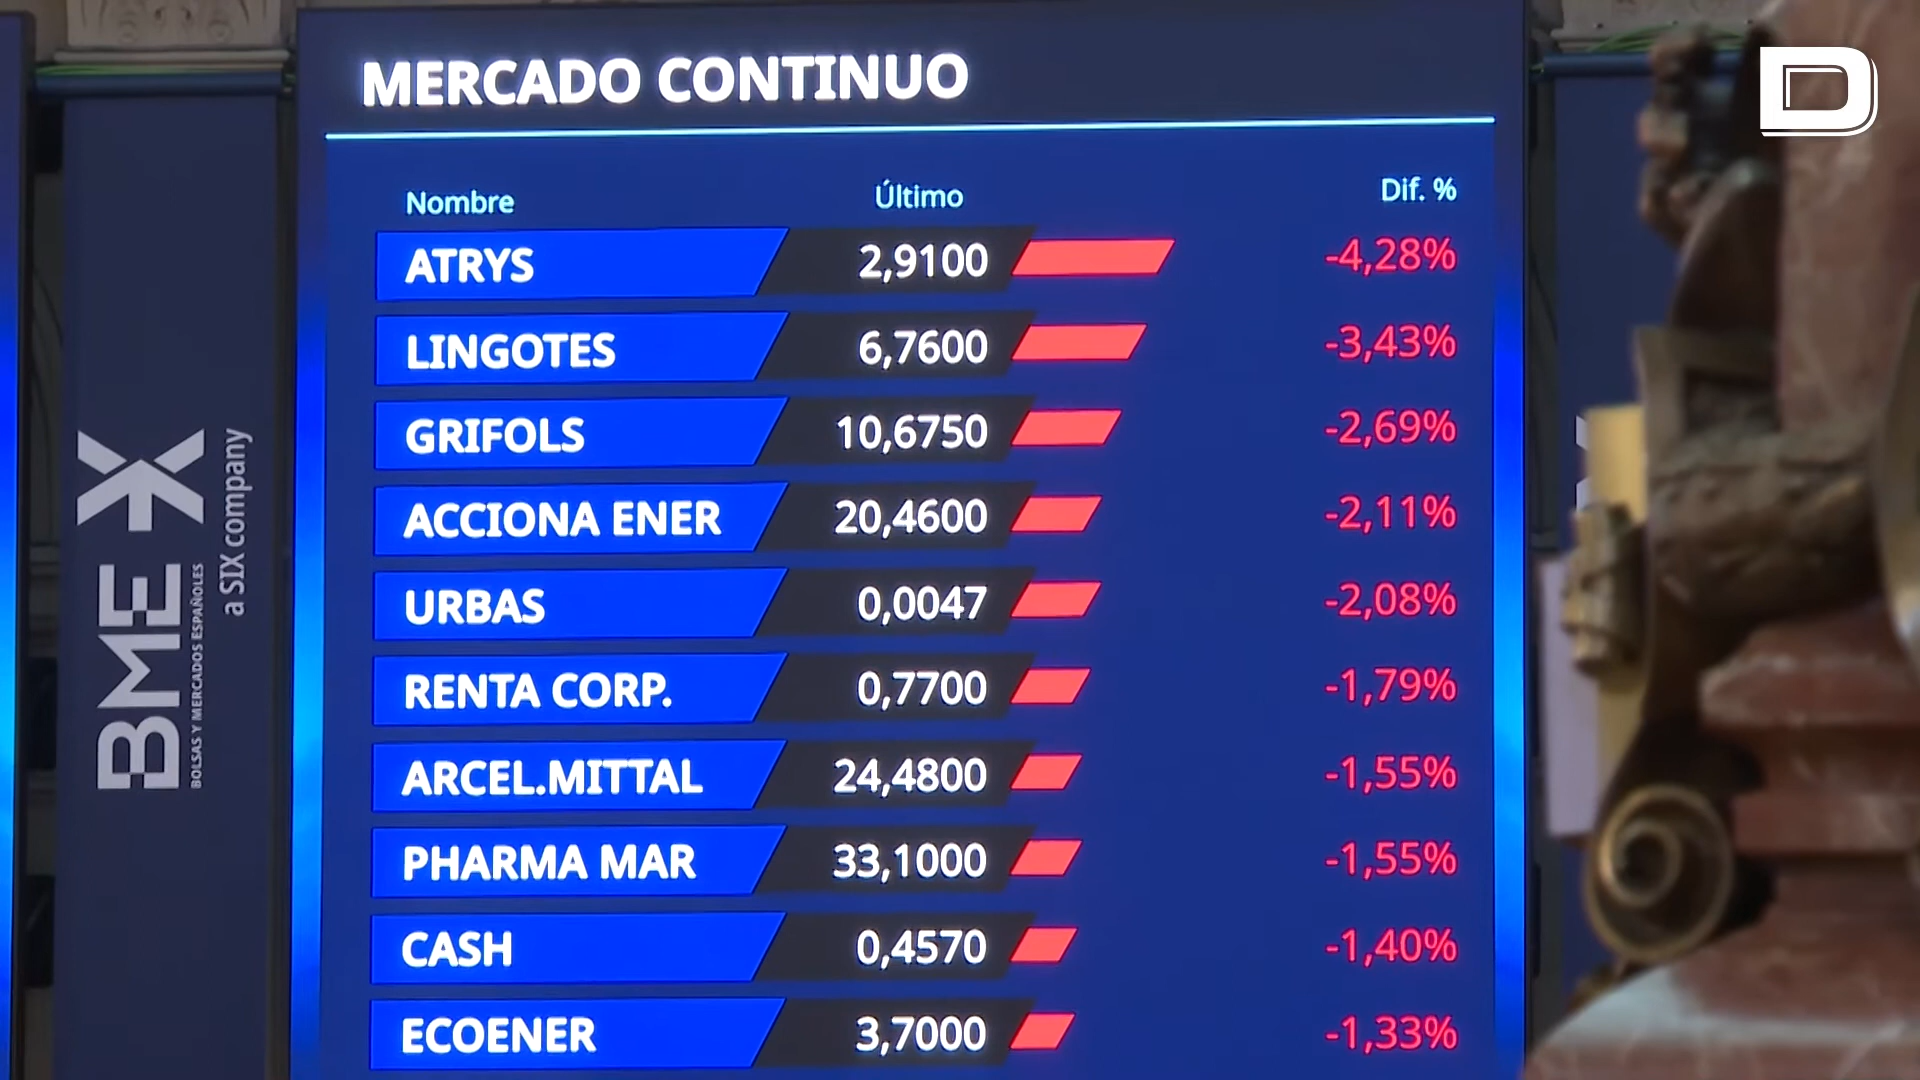 MERCADO CONTINUO
Nombre Último Dif. %
ATRYS 2,9100 -4,28%
LINGOTES 6,7600 -3,43%
GRIFOLS 10,6750 -2,69%
ACCIONA ENER 20,4600 -2,11%
URBAS 0,0047 -2,08%
RENTA CORP. 0,7700 -1,79%
ARCEL.MITTAL 24,4800 -1,55%
PHARMA MAR 33,1000 -1,55%
CASH 0,4570 -1,40%
ECOENER 3,7000 -1,33%
BME
BOLSAS Y MERCADOS ESPAÑOLES
a SIX company
D